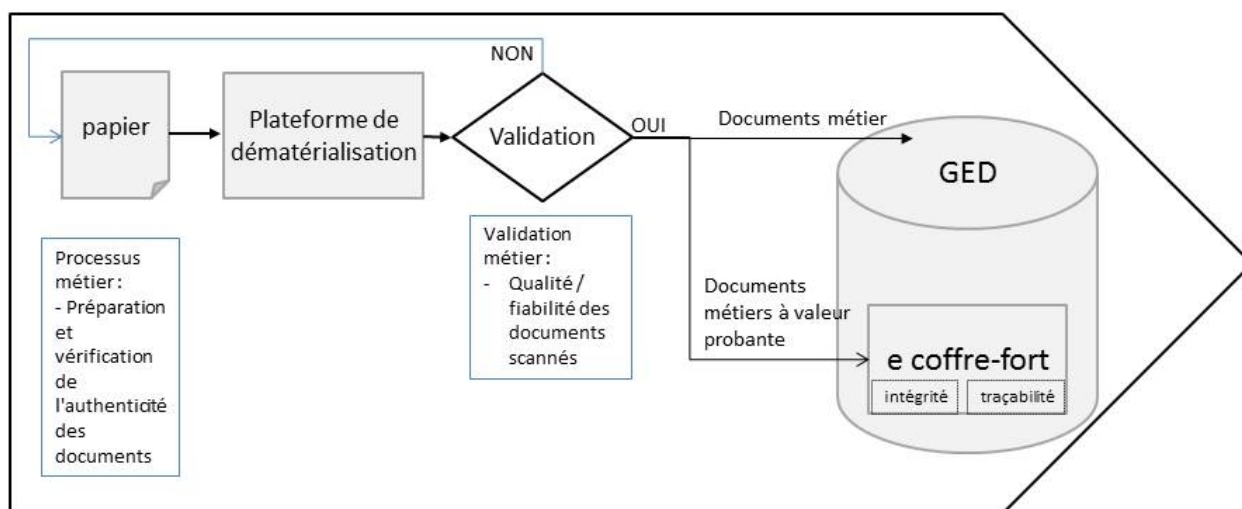 NON
papier
Plateforme de
dématérialisation
Validation
OUI
Documents métier
GED
Processus
métier :
- Préparation
et
vérification
de
l'authenticité
des
documents
Validation
métier :
- Qualité /
fiabilité des
documents
scannés
Documents
métiers à valeur
probante
e coffre-fort
intégrité
traçabilité